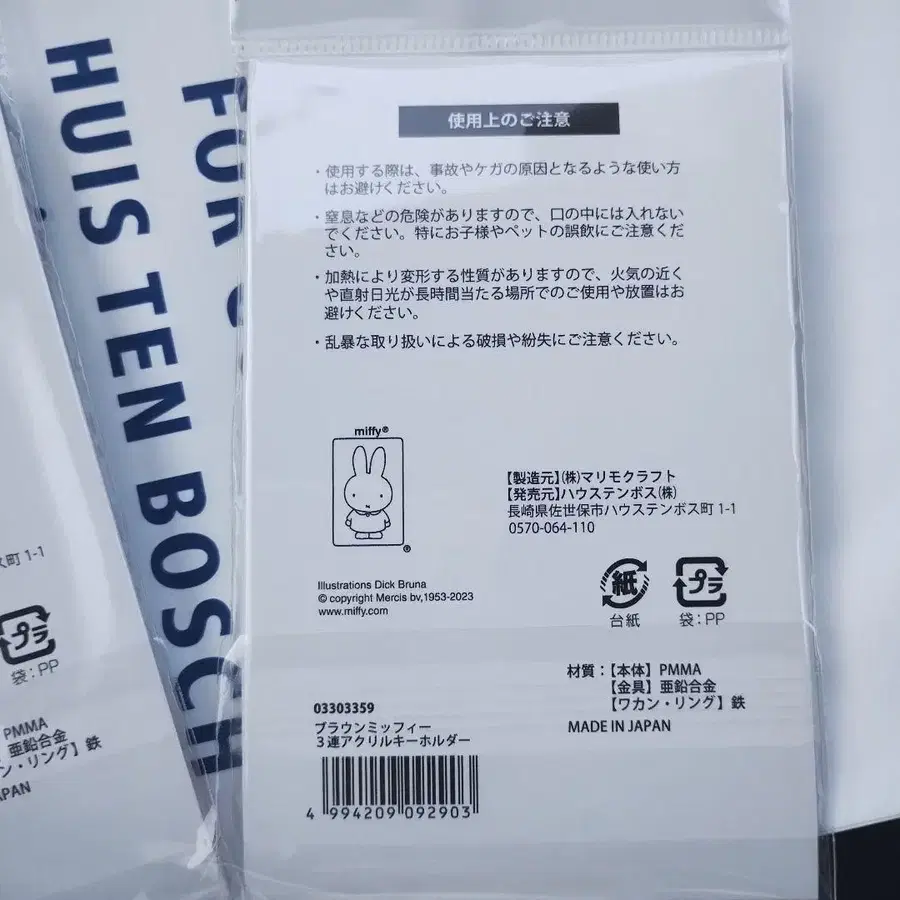 FOR
HUIS TEN BOSCH
使用上のご注意
・使用する際は、事故やケガの原因となるような使い方
はお避けください。
・窒息などの危険がありますので、口の中には入れない
でください。特にお子様やペットの誤飲にご注意くだ
さい。
・加熱により変形する性質がありますので、火気の近く
や直射日光が長時間当たる場所でのご使用や放置はお
避けください。
・乱暴な取り扱いによる破損や紛失にご注意ください。
miffy®
®
Illustrations Dick Bruna
© copyright Mercis bv,1953-2023
www.miffy.com
【製造元】(株)マリモクラフト
【発売元】ハウステンボス(株)
長崎県佐世保市ハウステンボス町 1-1
0570-064-110
紙
プラ
台紙
袋：PP
材質：【本体】PMMA
【金具】亜鉛合金
【ワカン・リング】鉄
MADE IN JAPAN
03303359
ブラウンミッフィー
３連アクリルキーホルダー
4 994209 092903
ス町 1-1
プラ
袋：PP
PMMA
亜鉛合金
ン・リング】鉄
APAN